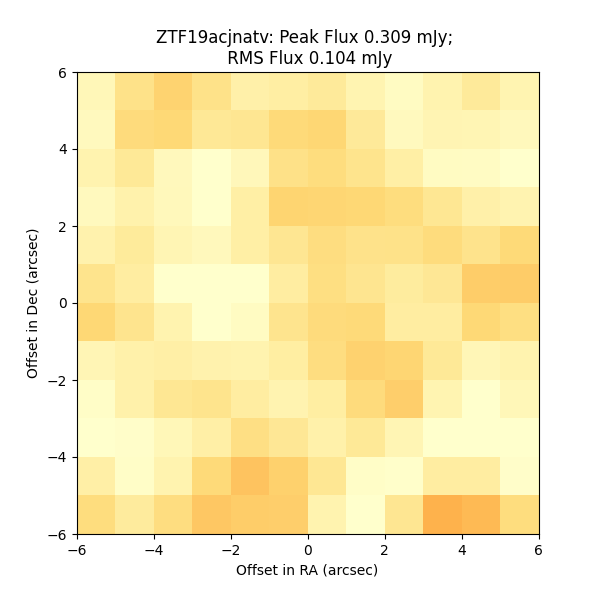 ZTF19acjnatv: Peak Flux 0.309 mJy;
RMS Flux 0.104 mJy
6
4
2
0
−2
−4
−6
Offset in Dec (arcsec)
−6 −4 −2 0 2 4 6
Offset in RA (arcsec)